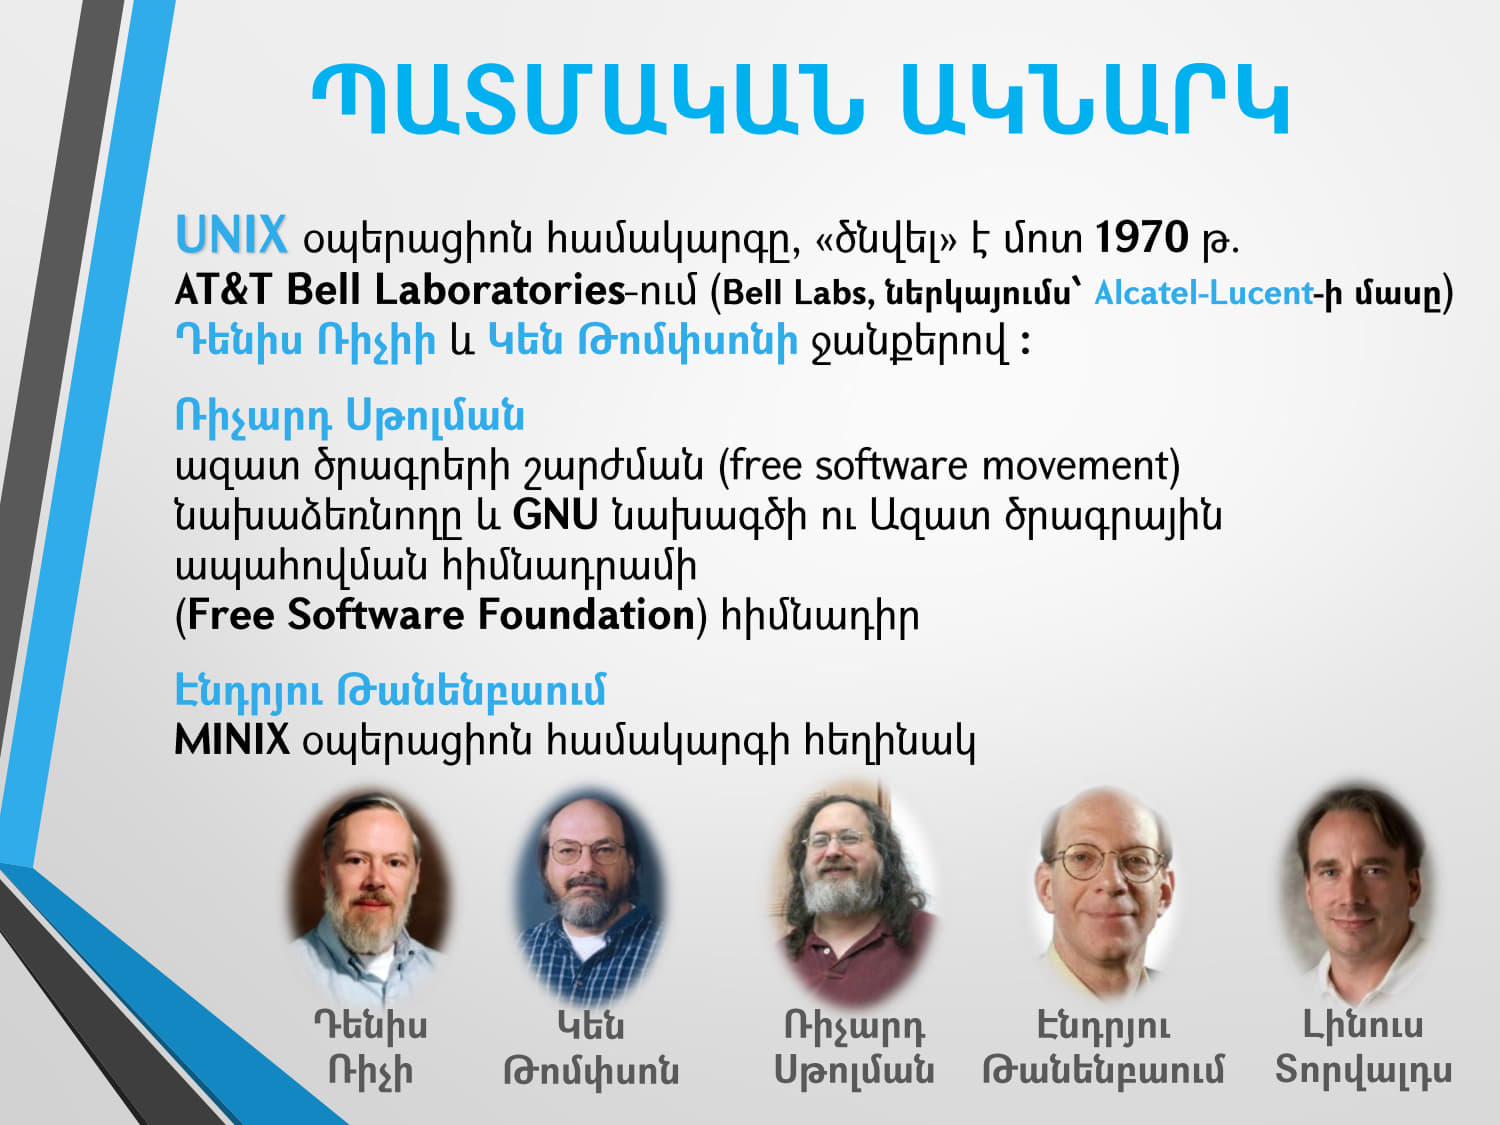 ՊԱՏՄԱԿԱՆ ԱԿՆԱՐԿ
UNIX օպերացիոն համակարգը, «ծնվել» է մոտ 1970 թ.
AT&T Bell Laboratories-ում (Bell Labs, ներկայումս՝ Alcatel-Lucent-ի մասը)
Դենիս Ռիչիի և Կեն Թոմփսոնի ջանքերով :
Ռիչարդ Սթոլման
ազատ ծրագրերի շարժման (free software movement)
նախաձեռնողը և GNU նախագծի ու Ազատ ծրագրային
ապահովման հիմնադրամի
(Free Software Foundation) հիմնադիր
Էնդրյու Թանենբաում
MINIX օպերացիոն համակարգի հեղինակ
Դենիս
Ռիչի
Կեն
Թոմփսոն
Ռիչարդ
Սթոլման
Էնդրյու
Թանենբաում
Լինուս
Տորվալդս